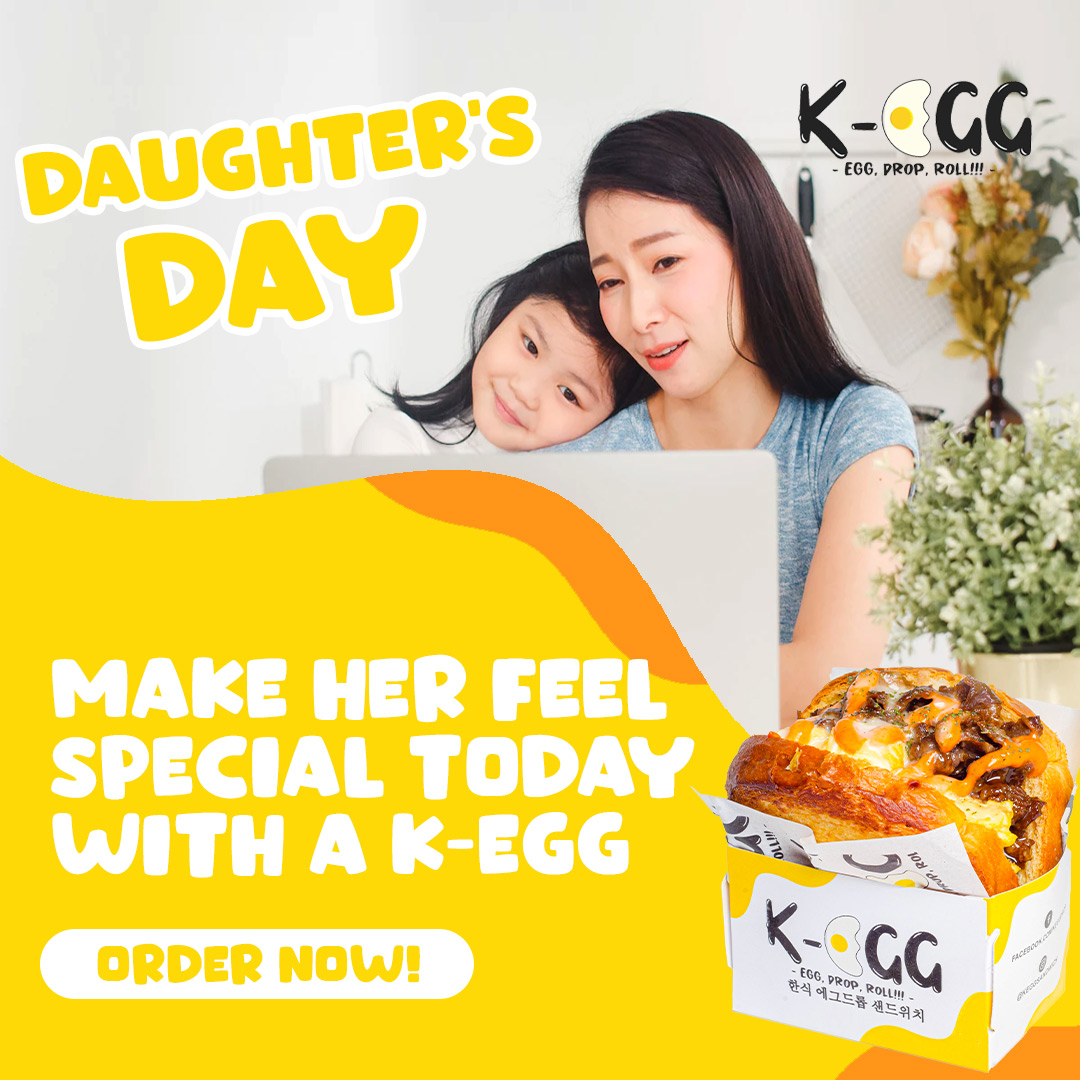 DAUGHTER'S
DAY
K-EGG
- EGG, DROP, ROLL!!! -
MAKE HER FEEL
SPECIAL TODAY
WITH A K-EGG
ORDER NOW!
K-EGG
- EGG, DROP, ROLL!!! -
한식 에그드롭 샌드위치
@KEGGSANDWICH